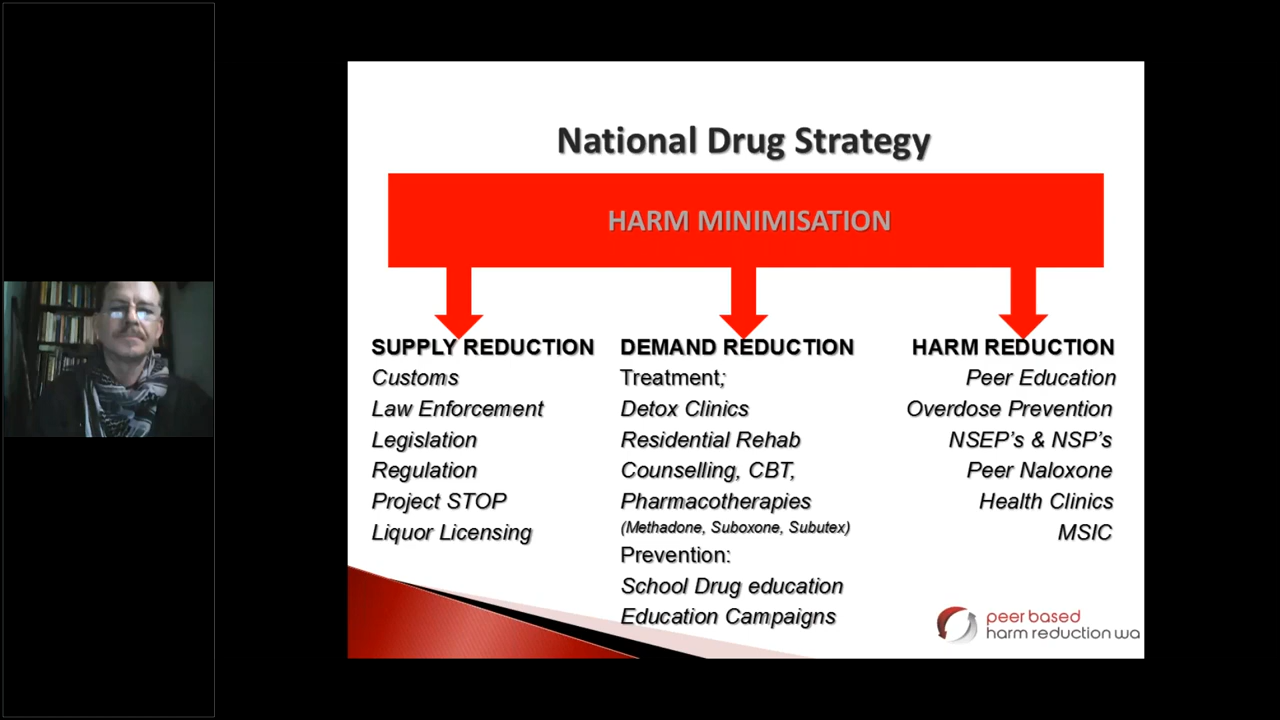 National Drug Strategy
HARM MINIMISATION
SUPPLY REDUCTION
Customs
Law Enforcement
Legislation
Regulation
Project STOP
Liquor Licensing
DEMAND REDUCTION
Treatment;
Detox Clinics
Residential Rehab
Counselling, CBT,
Pharmacotherapies
(Methadone, Suboxone, Subutex)
Prevention:
School Drug education
Education Campaigns
HARM REDUCTION
Peer Education
Overdose Prevention
NSEP’s & NSP’s
Peer Naloxone
Health Clinics
MSIC
peer based
harm reduction wa